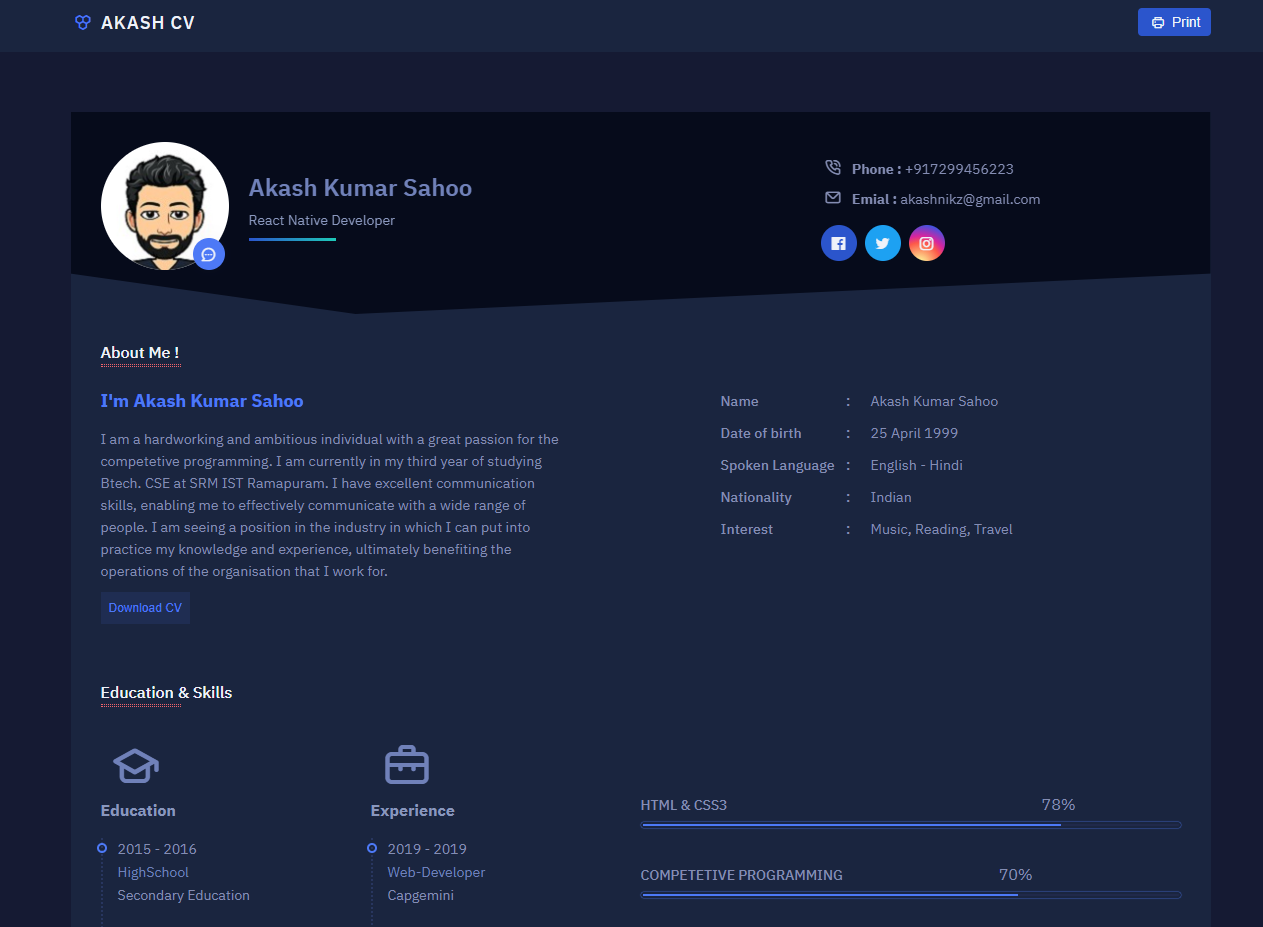 AKASH CV
Print
Akash Kumar Sahoo
React Native Developer
Phone : +917299456223
Emial : akashnikz@gmail.com
About Me !
I'm Akash Kumar Sahoo
I am a hardworking and ambitious individual with a great passion for the
competetive programming. I am currently in my third year of studying
Btech. CSE at SRM IST Ramapuram. I have excellent communication
skills, enabling me to effectively communicate with a wide range of
people. I am seeing a position in the industry in which I can put into
practice my knowledge and experience, ultimately benefiting the
operations of the organisation that I work for.
Download CV
Name : Akash Kumar Sahoo
Date of birth : 25 April 1999
Spoken Language : English - Hindi
Nationality : Indian
Interest : Music, Reading, Travel
Education & Skills
Education
2015 - 2016
HighSchool
Secondary Education
Experience
2019 - 2019
Web-Developer
Capgemini
HTML & CSS3 78%
COMPETETIVE PROGRAMMING 70%